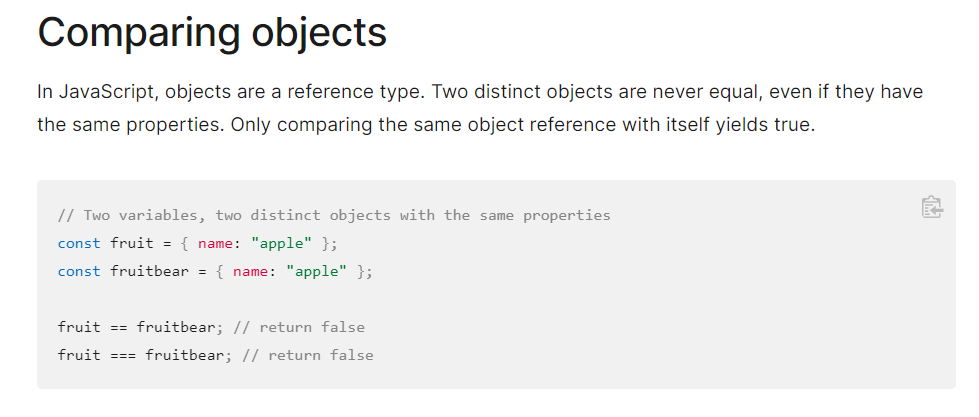 Comparing objects
In JavaScript, objects are a reference type. Two distinct objects are never equal, even if they have
the same properties. Only comparing the same object reference with itself yields true.
// Two variables, two distinct objects with the same properties
const fruit = { name: "apple" };
const fruitbear = { name: "apple" };
fruit == fruitbear; // return false
fruit === fruitbear; // return false